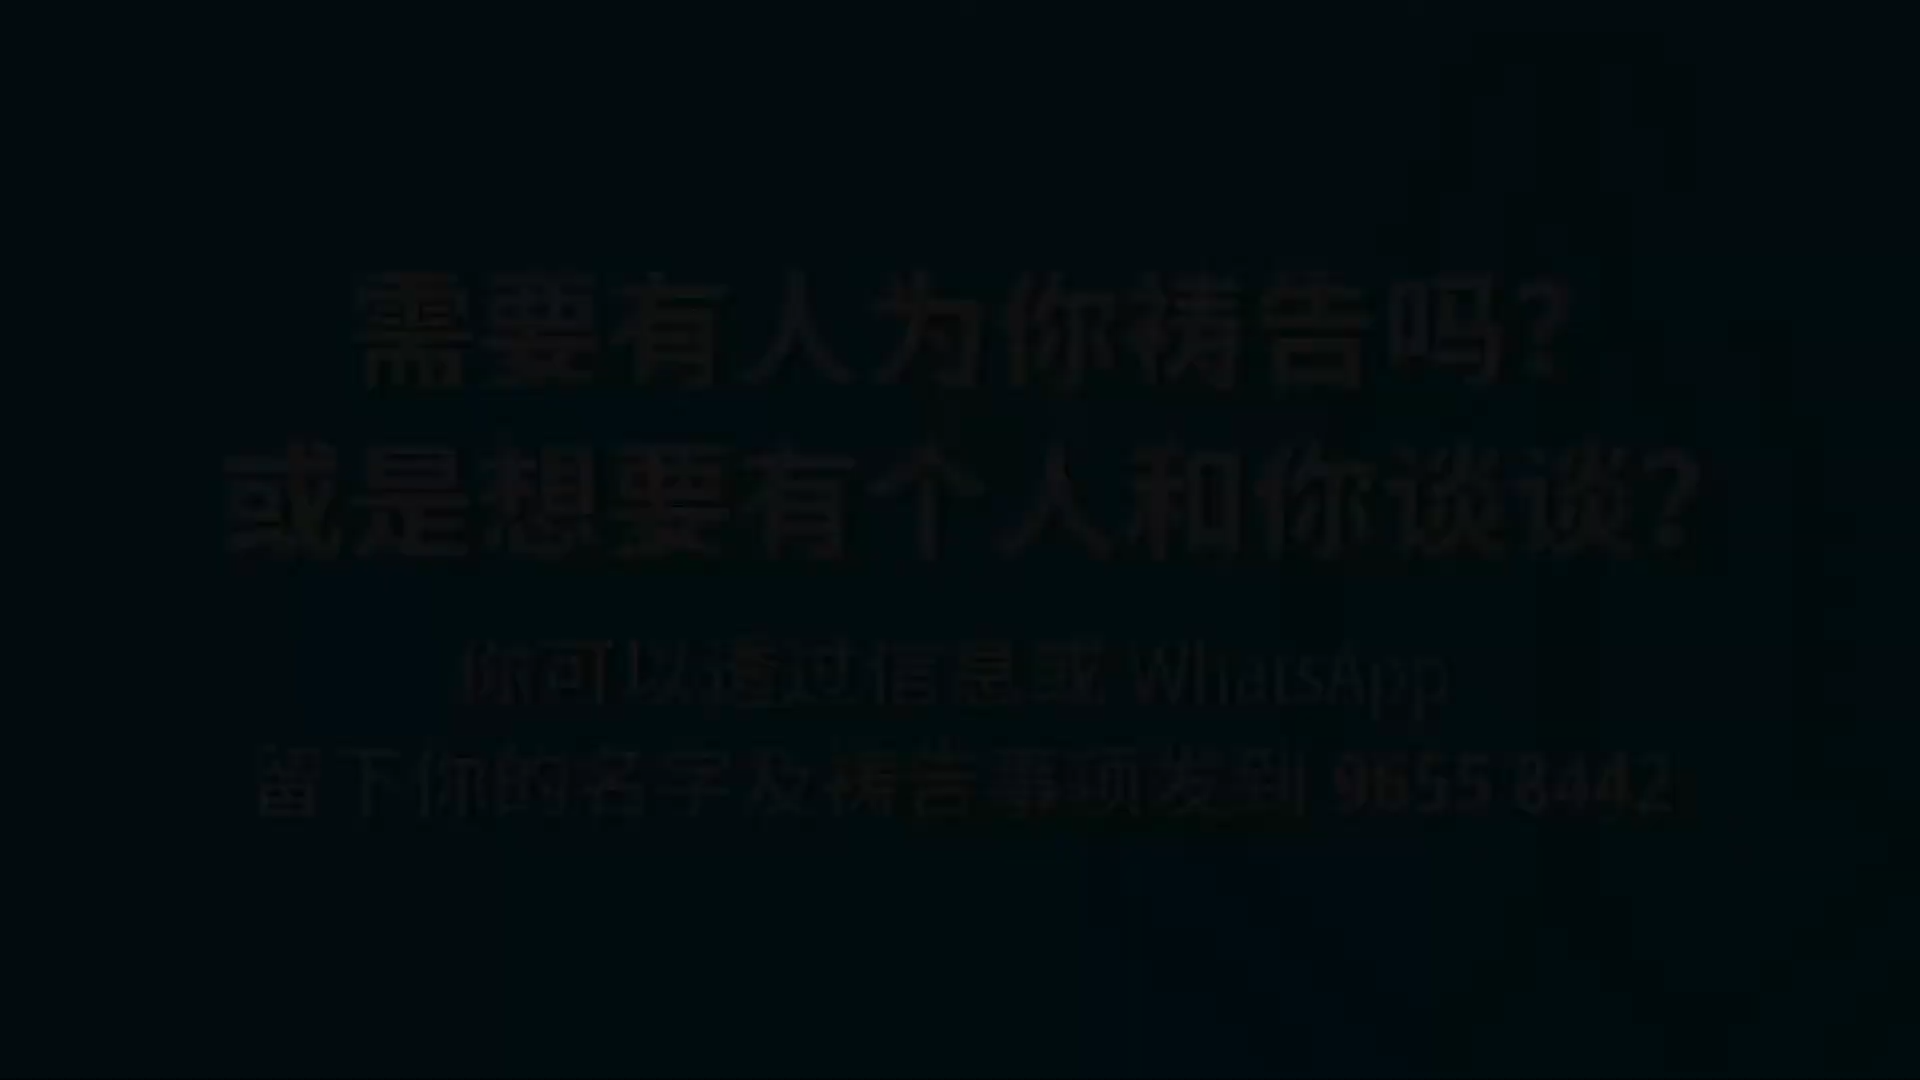 需要有人为你祷告吗?
或是想要有个人和你谈谈?
你可以透过信息或 WhatsApp
留下你的名字及祷告事项发到 9655 8442